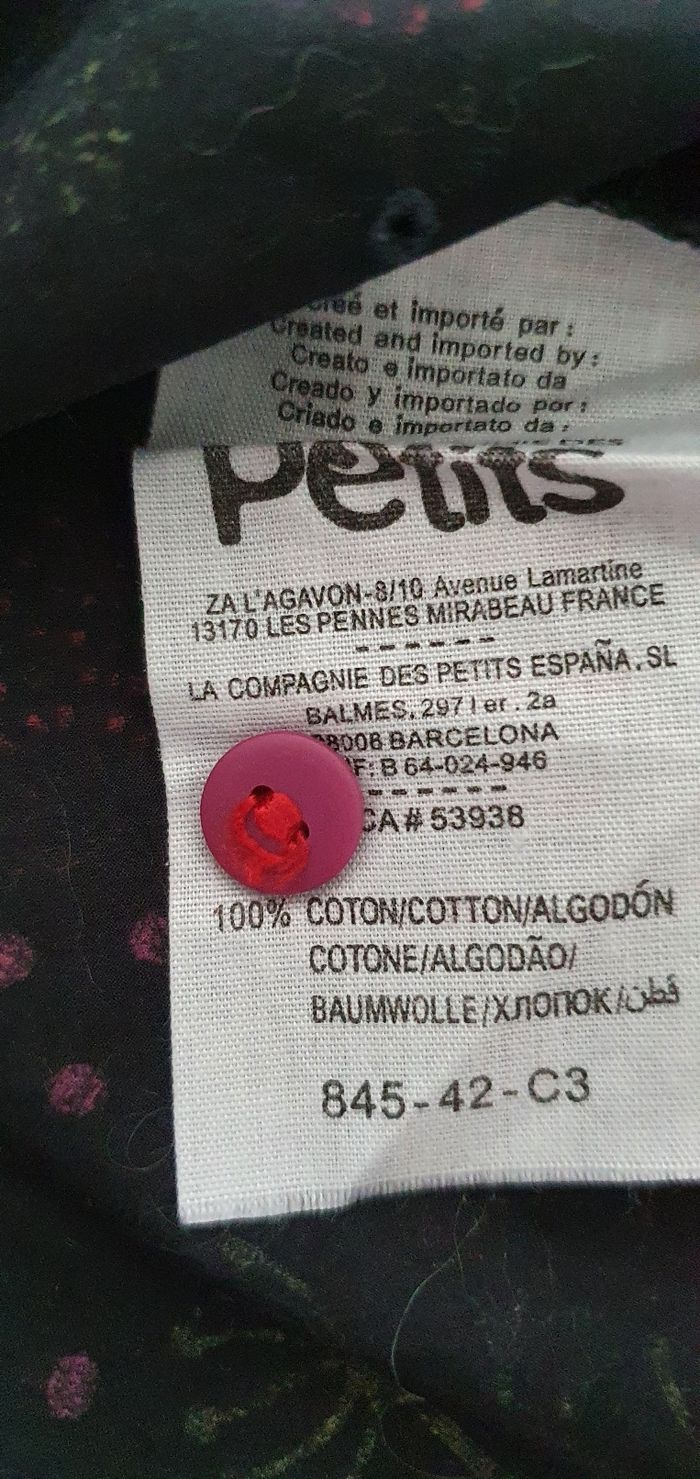 et importé par :
Created and imported by:
Creato e importato da
Creado y importado por:
Criado e importato da:
Petits
ZA L'AGAVON-8/10 Avenue Lamartine
13170 LES PENNES MIRABEAU FRANCE
LA COMPAGNIE DES PETITS ESPAÑA.SL
BALMES, 297 1er . 2a
8008 BARCELONA
F: B 64-024-946
CA # 53938
100% COTON/COTTON/ALGODÓN
COTONE/ALGODÃO/
BAUMWOLLE/ХЛОПОК/قطن
845-42-C3